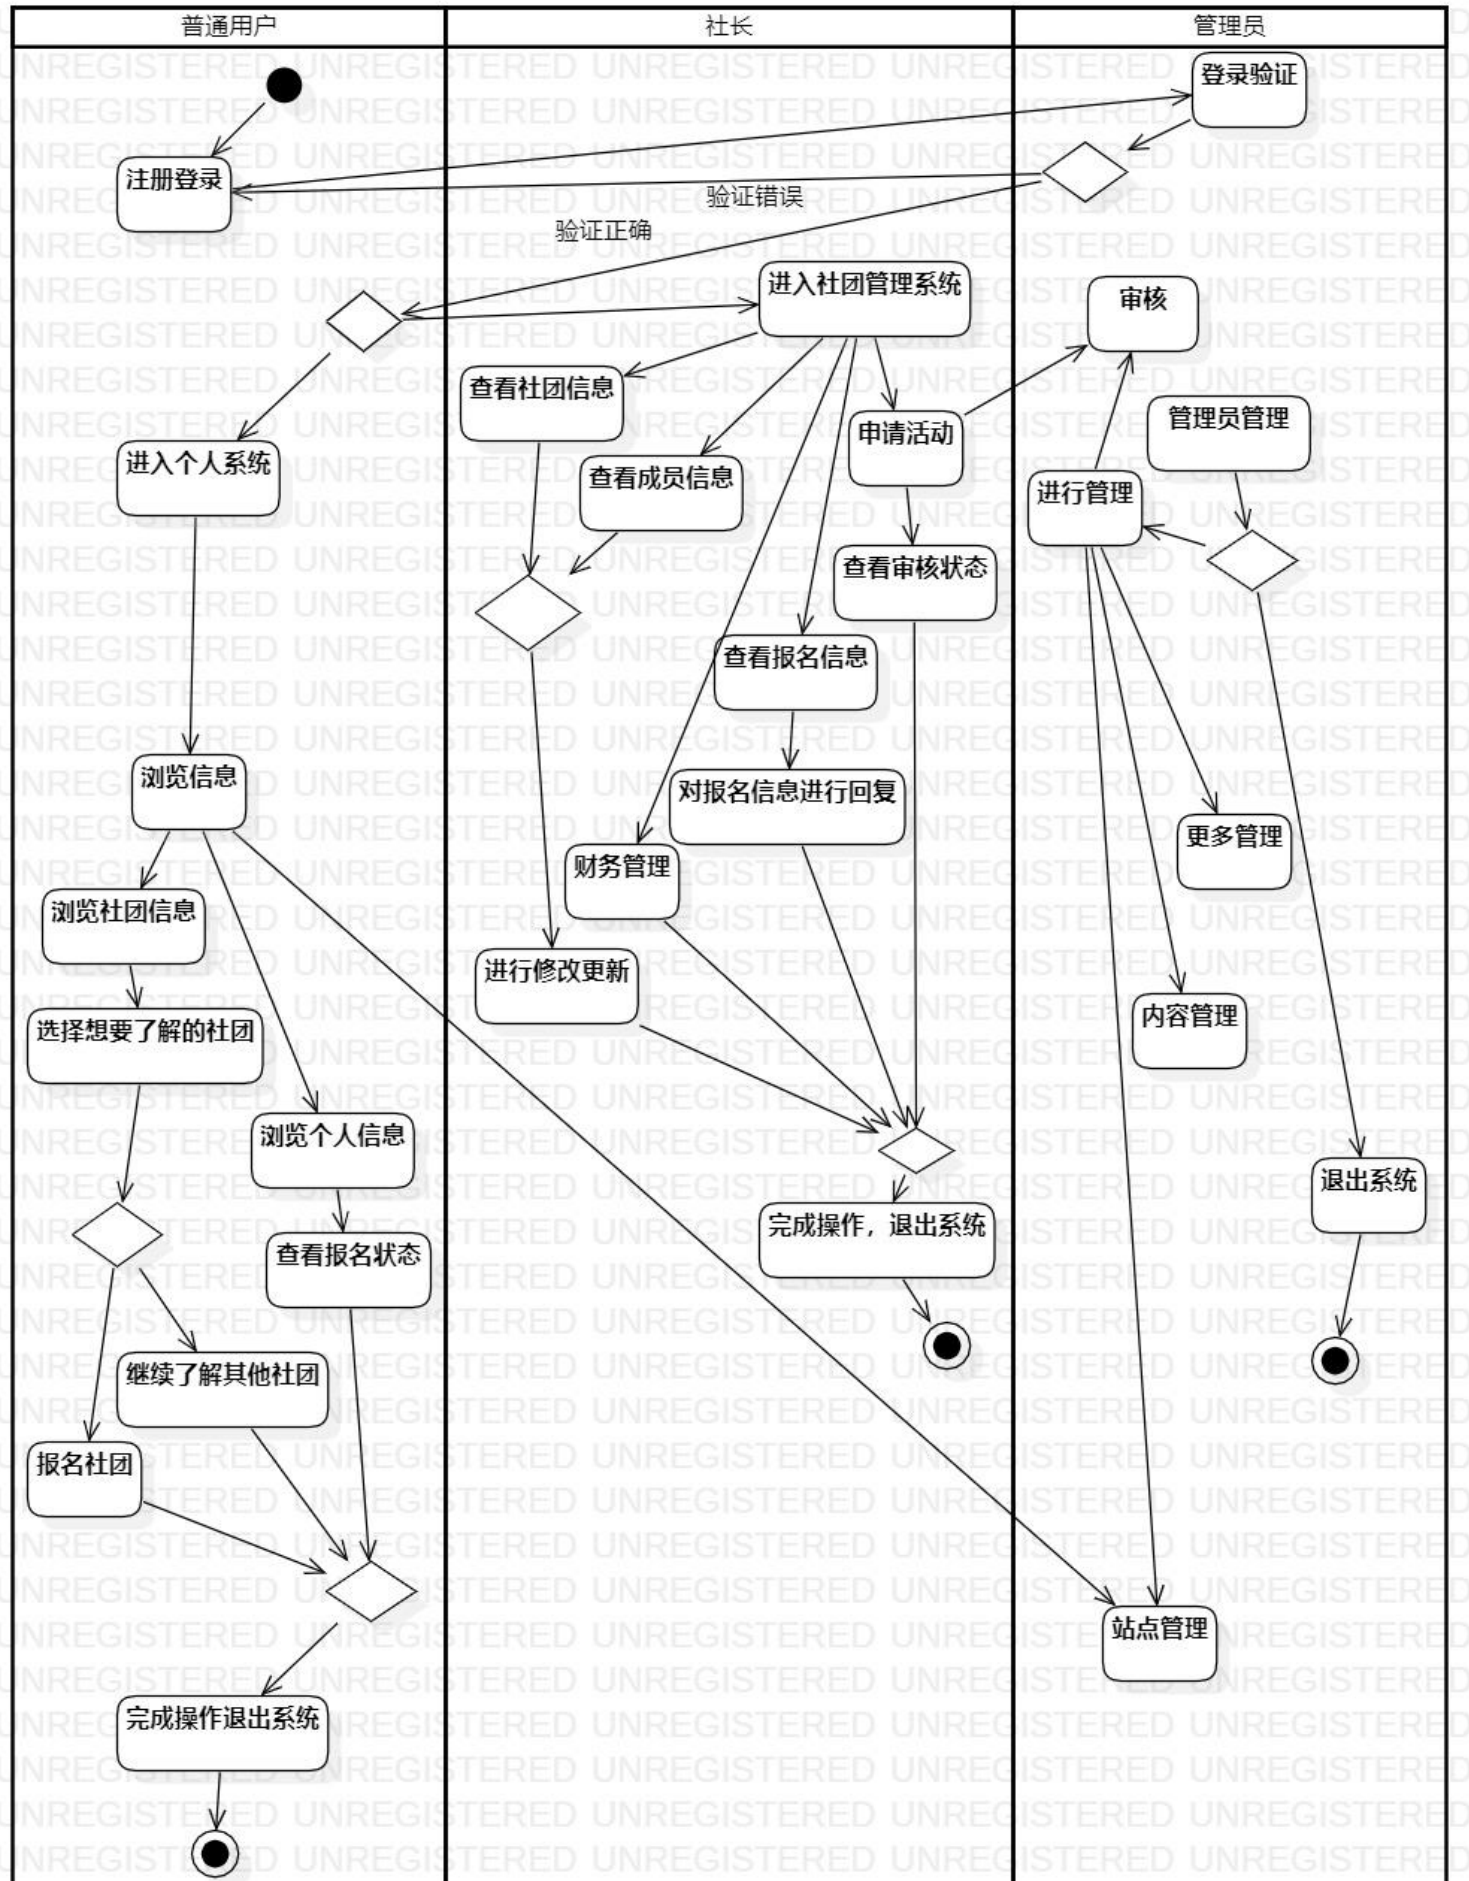 普通用户
社长
管理员
登录验证
注册登录
验证错误
验证正确
进入社团管理系统
审核
查看社团信息
管理员管理
申请活动
进入个人系统
查看成员信息
进行管理
查看审核状态
查看报名信息
浏览信息
对报名信息进行回复
更多管理
财务管理
浏览社团信息
进行修改更新
内容管理
选择想要了解的社团
浏览个人信息
退出系统
完成操作，退出系统
查看报名状态
继续了解其他社团
报名社团
站点管理
完成操作退出系统
UNREGISTERED